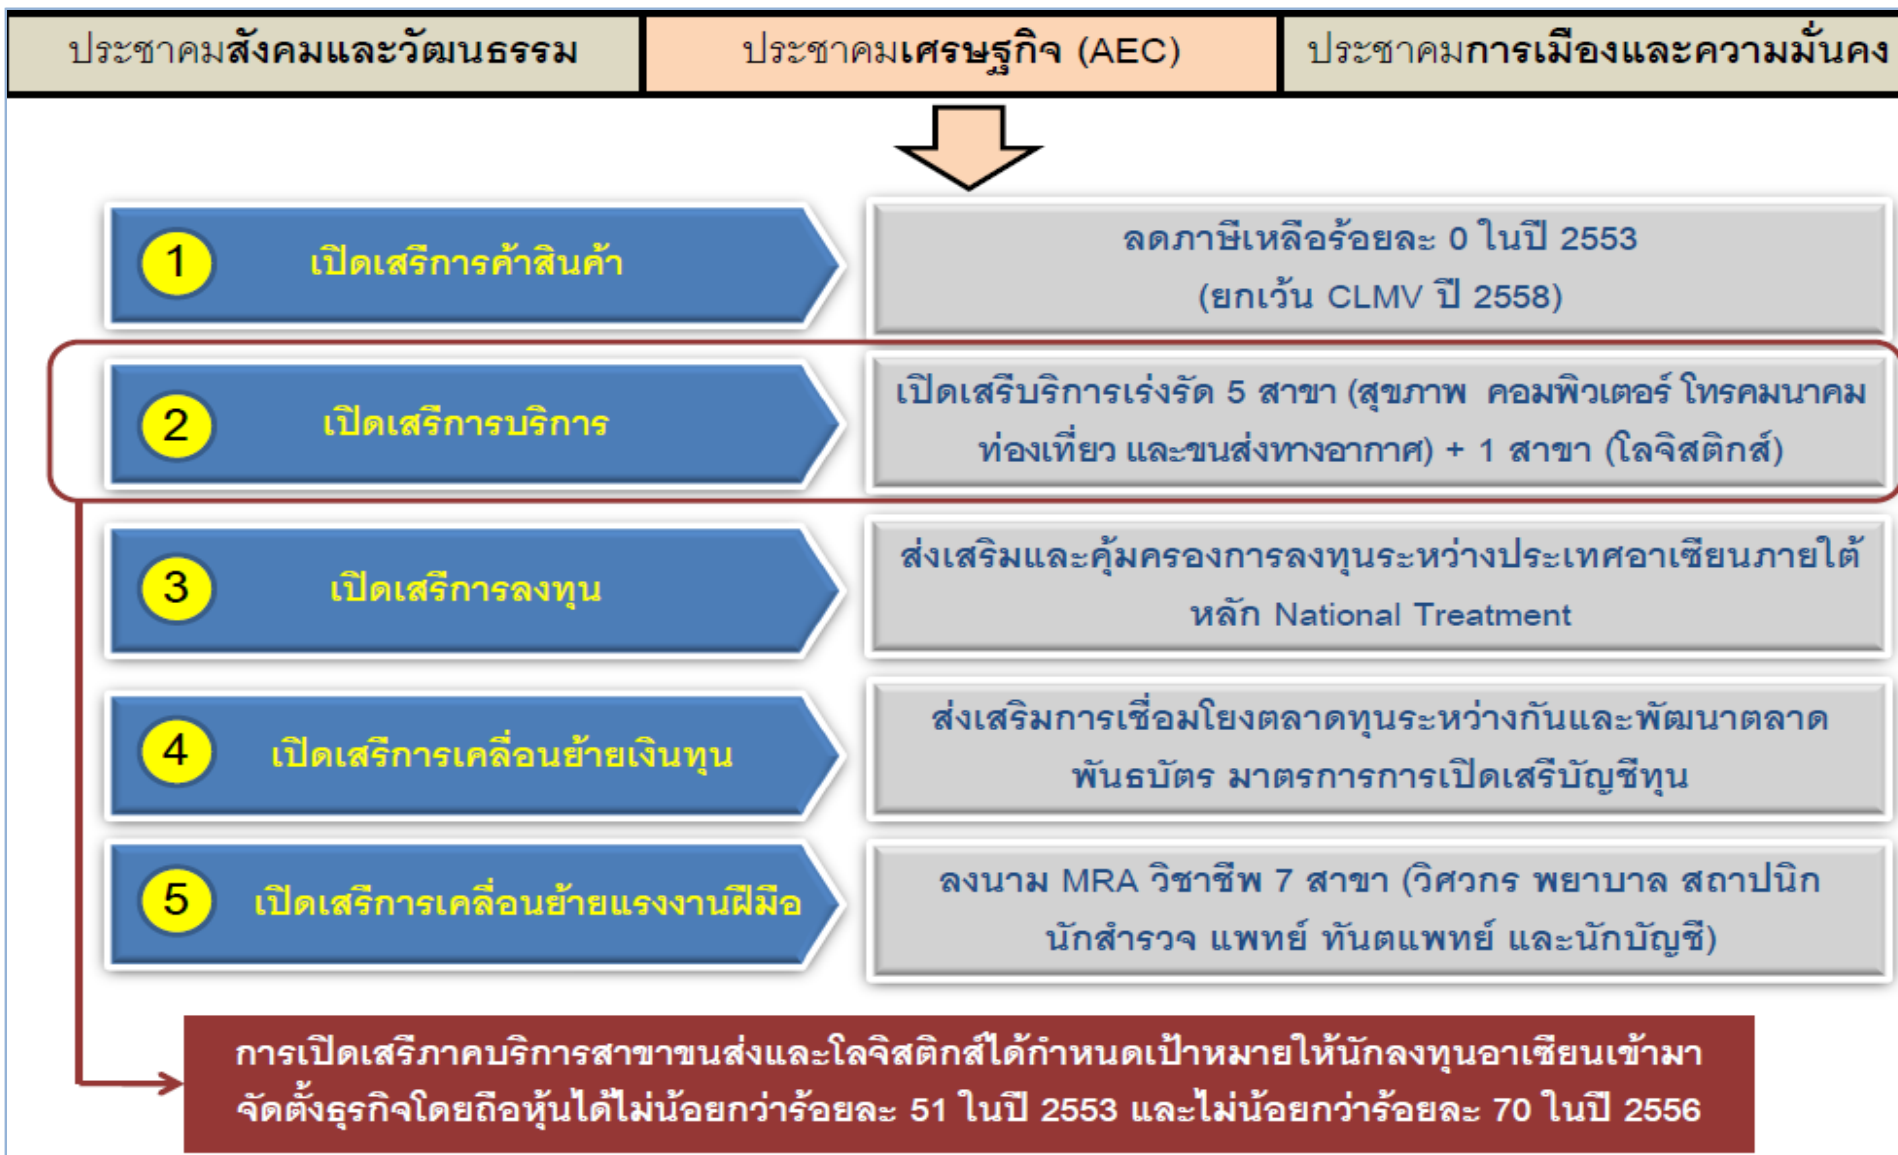 ประชาคมสังคมและวัฒนธรรม
ประชาคมเศรษฐกิจ (AEC)
ประชาคมการเมืองและความมั่นคง
1
เปิดเสรีการค้าสินค้า
ลดภาษีเหลือร้อยละ 0 ในปี 2553
(ยกเว้น CLMV ปี 2558)
2
เปิดเสรีการบริการ
เปิดเสรีบริการเร่งรัด 5 สาขา (สุขภาพ คอมพิวเตอร์ โทรคมนาคม
ท่องเที่ยว และขนส่งทางอากาศ) + 1 สาขา (โลจิสติกส์)
3
เปิดเสรีการลงทุน
ส่งเสริมและคุ้มครองการลงทุนระหว่างประเทศอาเซียนภายใต้
หลัก National Treatment
4
เปิดเสรีการเคลื่อนย้ายเงินทุน
ส่งเสริมการเชื่อมโยงตลาดทุนระหว่างกันและพัฒนาตลาด
พันธบัตร มาตรการการเปิดเสรีบัญชีทุน
5
เปิดเสรีการเคลื่อนย้ายแรงงานฝีมือ
ลงนาม MRA วิชาชีพ 7 สาขา (วิศวกร พยาบาล สถาปนิก
นักสำรวจ แพทย์ ทันตแพทย์ และนักบัญชี)
การเปิดเสรีภาคบริการสาขาขนส่งและโลจิสติกส์ได้กำหนดเป้าหมายให้นักลงทุนอาเซียนเข้ามา
จัดตั้งธุรกิจโดยถือหุ้นได้ไม่น้อยกว่าร้อยละ 51 ในปี 2553 และไม่น้อยกว่าร้อยละ 70 ในปี 2556